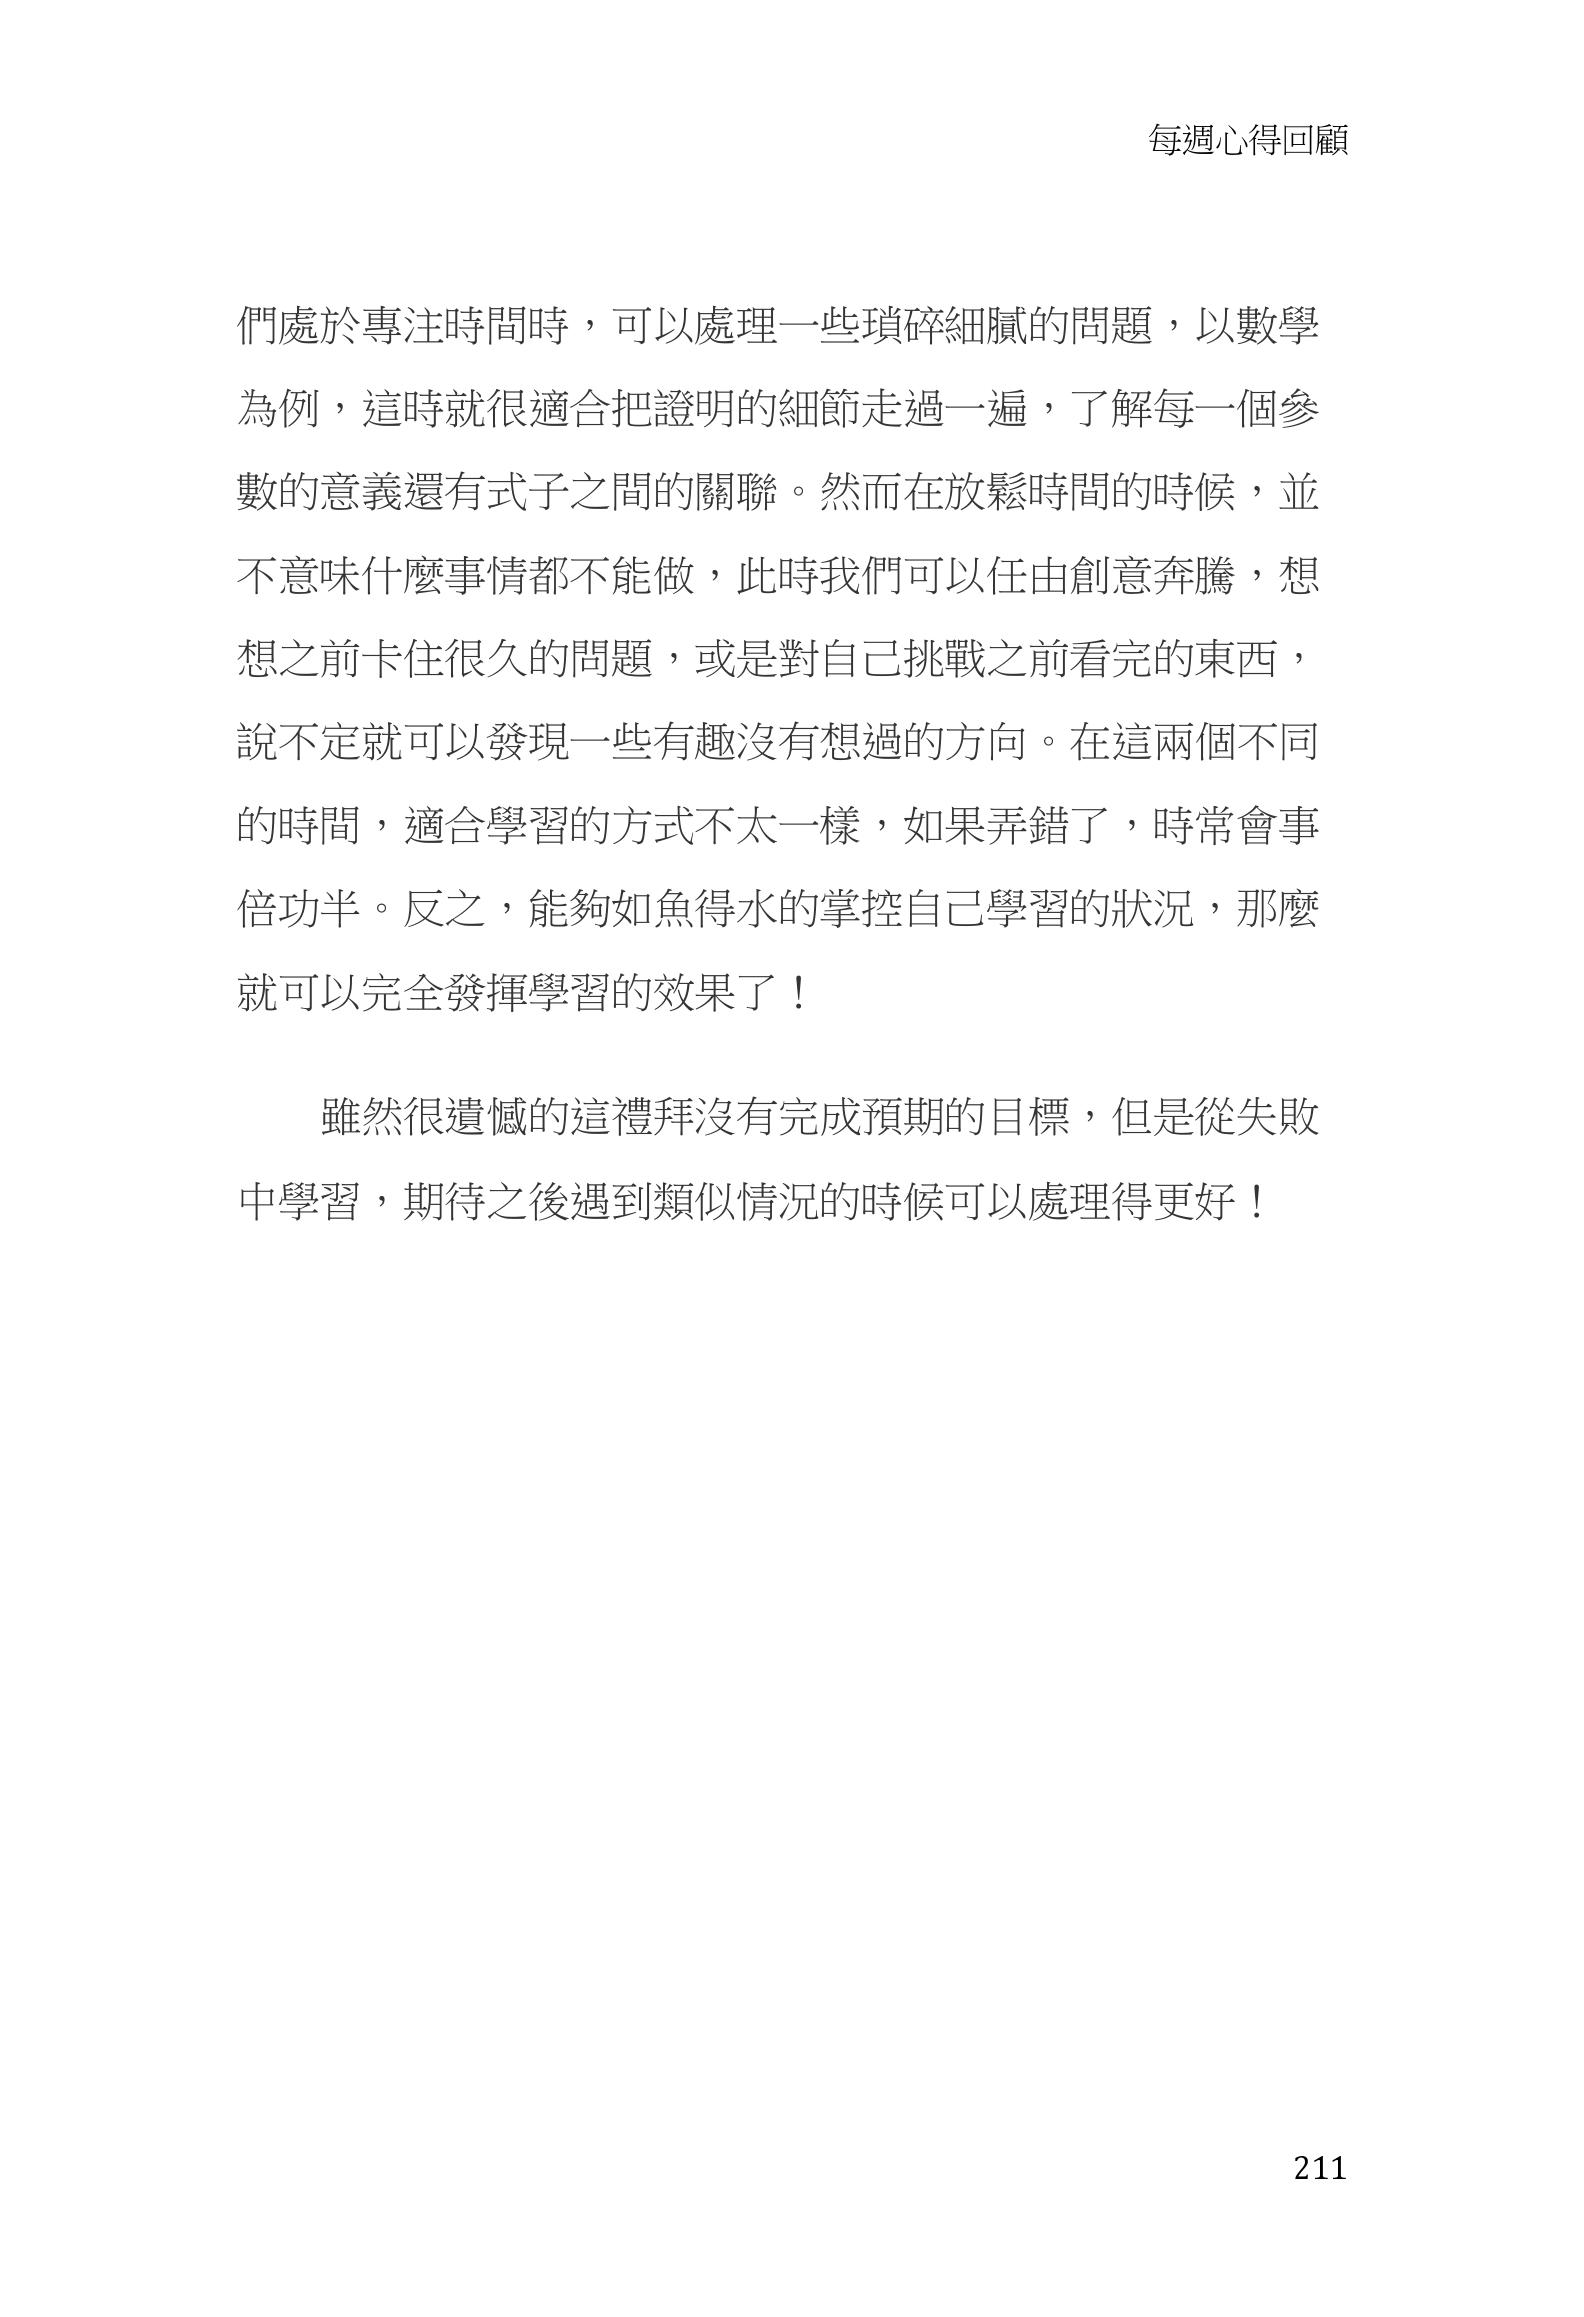 每週心得回顧
們處於專注時間時，可以處理一些瑣碎細膩的問題，以數學
為例，這時就很適合把證明的細節走過一遍，了解每一個參
數的意義還有式子之間的關聯。然而在放鬆時間的時候，並
不意味什麼事情都不能做，此時我們可以任由創意奔騰，想
想之前卡住很久的問題，或是對自己挑戰之前看完的東西，
說不定就可以發現一些有趣沒有想過的方向。在這兩個不同
的時間，適合學習的方式不太一樣，如果弄錯了，時常會事
倍功半。反之，能夠如魚得水的掌控自己學習的狀況，那麼
就可以完全發揮學習的效果了！
雖然很遺憾的這禮拜沒有完成預期的目標，但是從失敗
中學習，期待之後遇到類似情況的時候可以處理得更好！
211